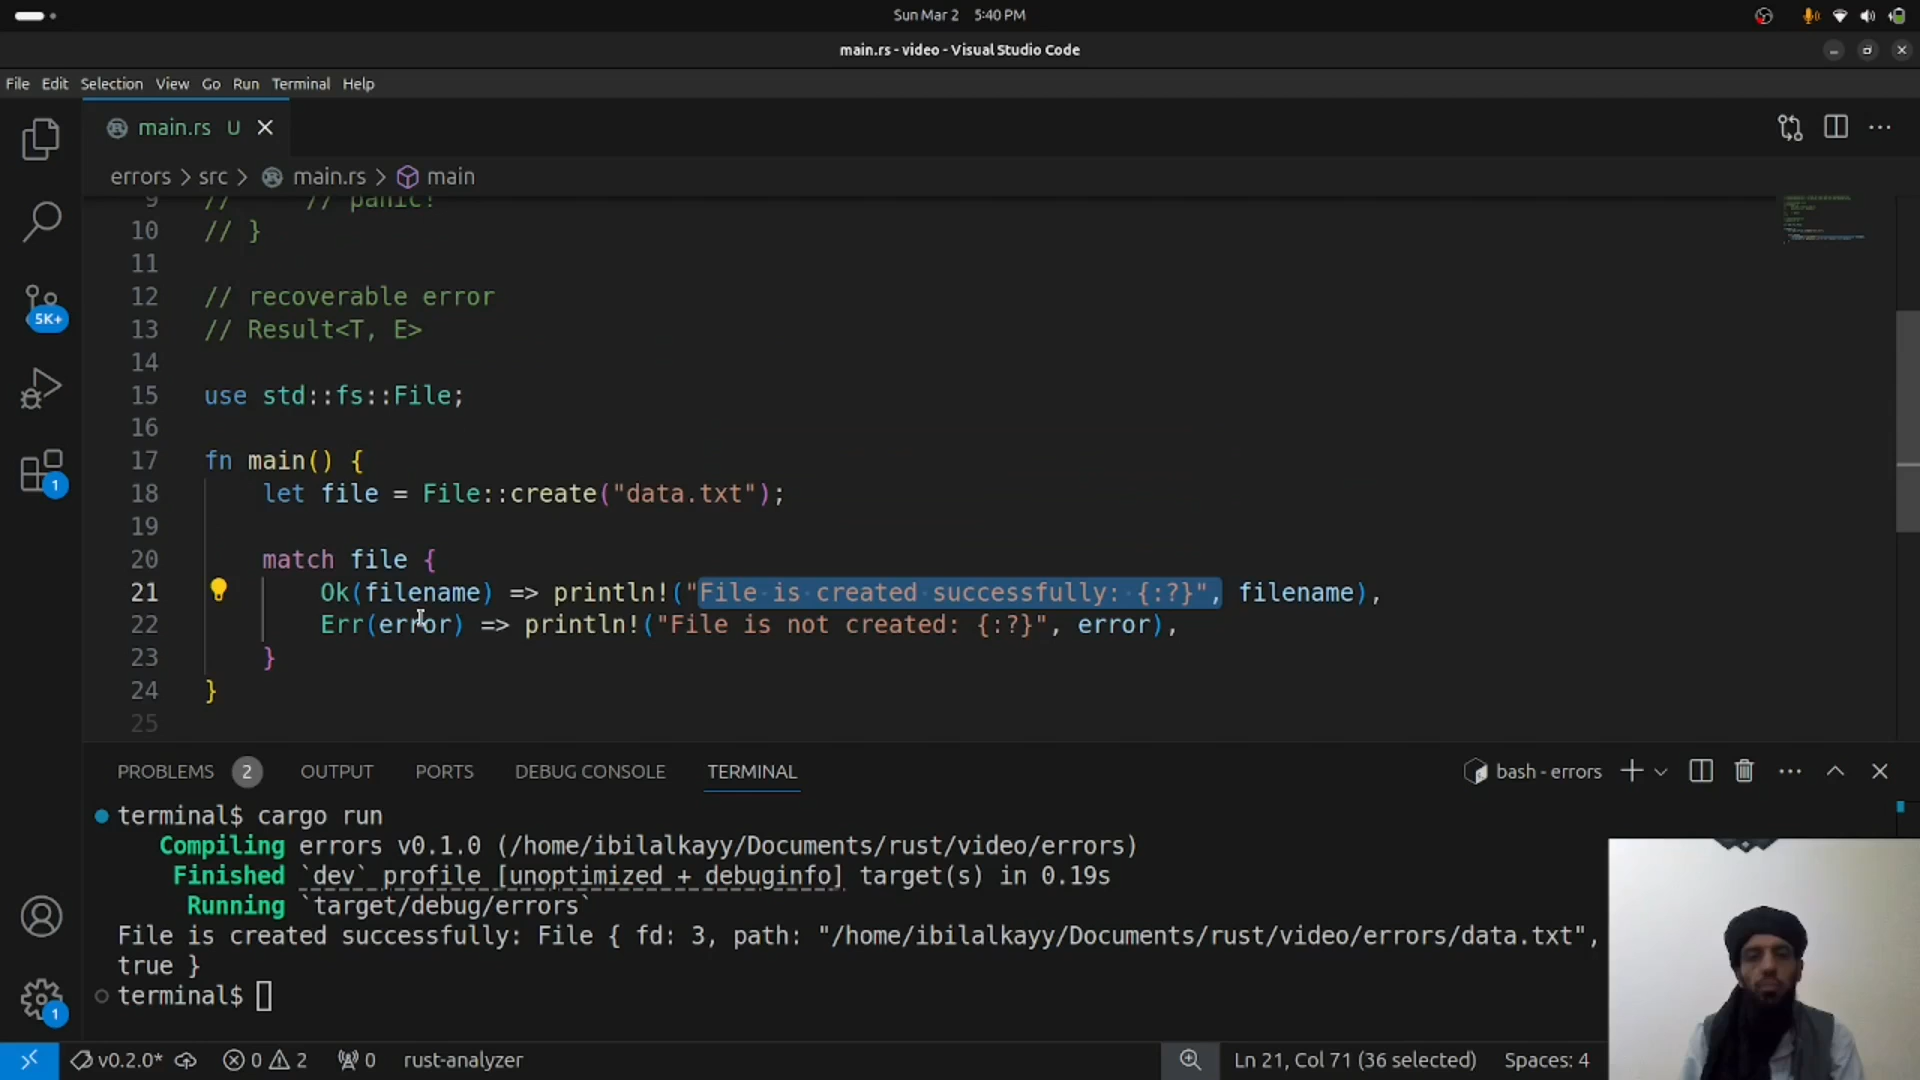 Sun Mar 2 5:40 PM
main.rs - video - Visual Studio Code
File Edit Selection View Go Run Terminal Help
main.rs U
errors > src > main.rs > main
9 // // panic!
10 // }
11
12 // recoverable error
13 // Result<T, E>
14
15 use std::fs::File;
16
17 fn main() {
18 let file = File::create("data.txt");
19
20 match file {
21 Ok(filename) => println!("File is created successfully: {:?}", filename),
22 Err(error) => println!("File is not created: {:?}", error),
23 }
24 }
25
5K+
1
PROBLEMS 2 OUTPUT PORTS DEBUG CONSOLE TERMINAL bash - errors
terminal$ cargo run
Compiling errors v0.1.0 (/home/ibilalkayy/Documents/rust/video/errors)
Finished `dev` profile [unoptimized + debuginfo] target(s) in 0.19s
Running `target/debug/errors`
File is created successfully: File { fd: 3, path: "/home/ibilalkayy/Documents/rust/video/errors/data.txt",
true }
terminal$
1
v0.2.0* 0 2 0 rust-analyzer Ln 21, Col 71 (36 selected) Spaces: 4